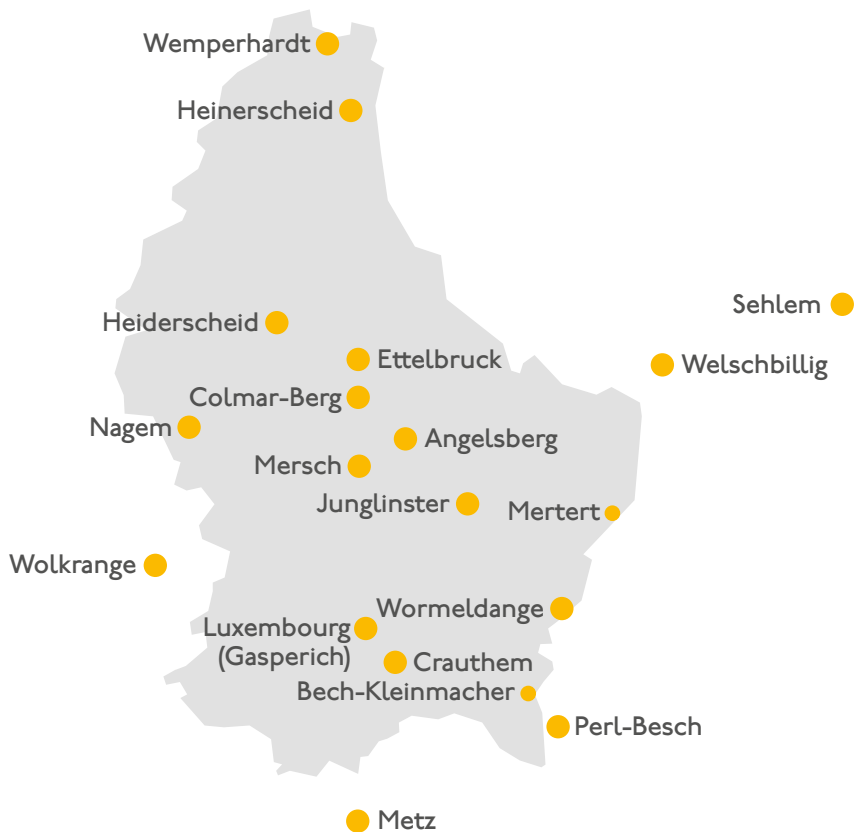 Wemperhardt
Heinerscheid
Sehlem
Heiderscheid
Ettelbruck
Welschbillig
Colmar-Berg
Nagem
Angelsberg
Mersch
Junglinster
Mertert
Wolkrange
Wormeldange
Luxembourg
(Gasperich)
Crauthem
Bech-Kleinmacher
Perl-Besch
Metz